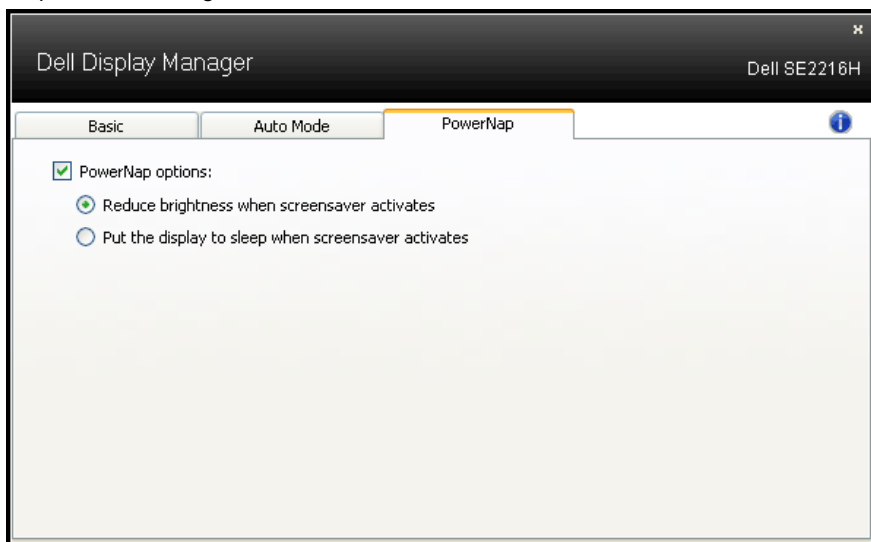 x
Dell Display Manager
Dell SE2216H
Basic
Auto Mode
PowerNap
PowerNap options:
Reduce brightness when screensaver activates
Put the display to sleep when screensaver activates